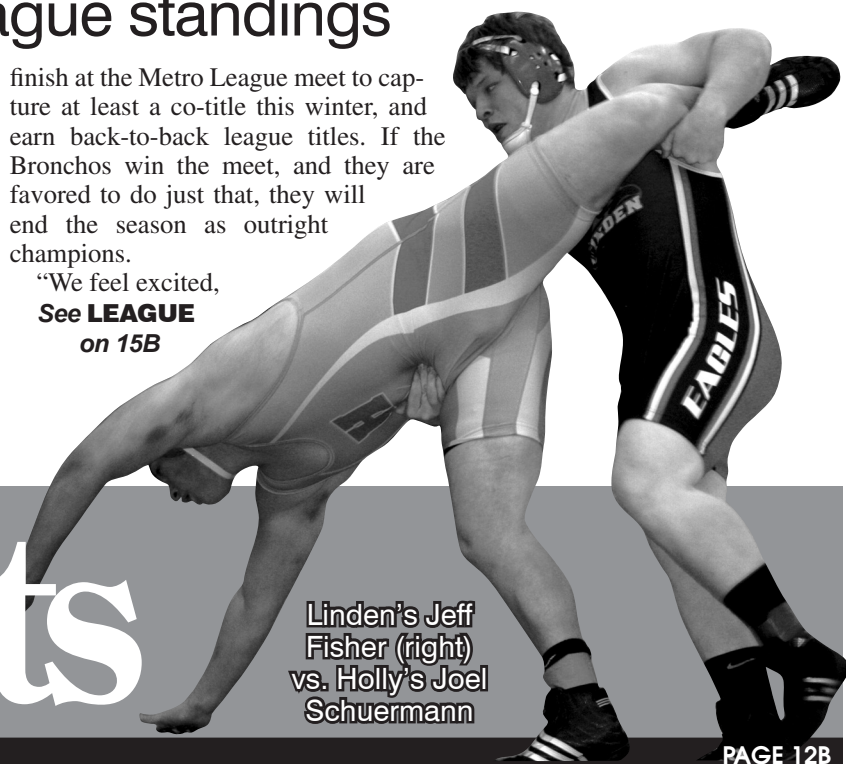 ague standings
finish at the Metro League meet to cap-
ture at least a co-title this winter, and
earn back-to-back league titles. If the
Bronchos win the meet, and they are
favored to do just that, they will
end the season as outright
champions.
“We feel excited,
See LEAGUE
on 15B
LINDEN
EAGLES
H
ts
Linden’s Jeff
Fisher (right)
vs. Holly’s Joel
Schuermann
PAGE 12B